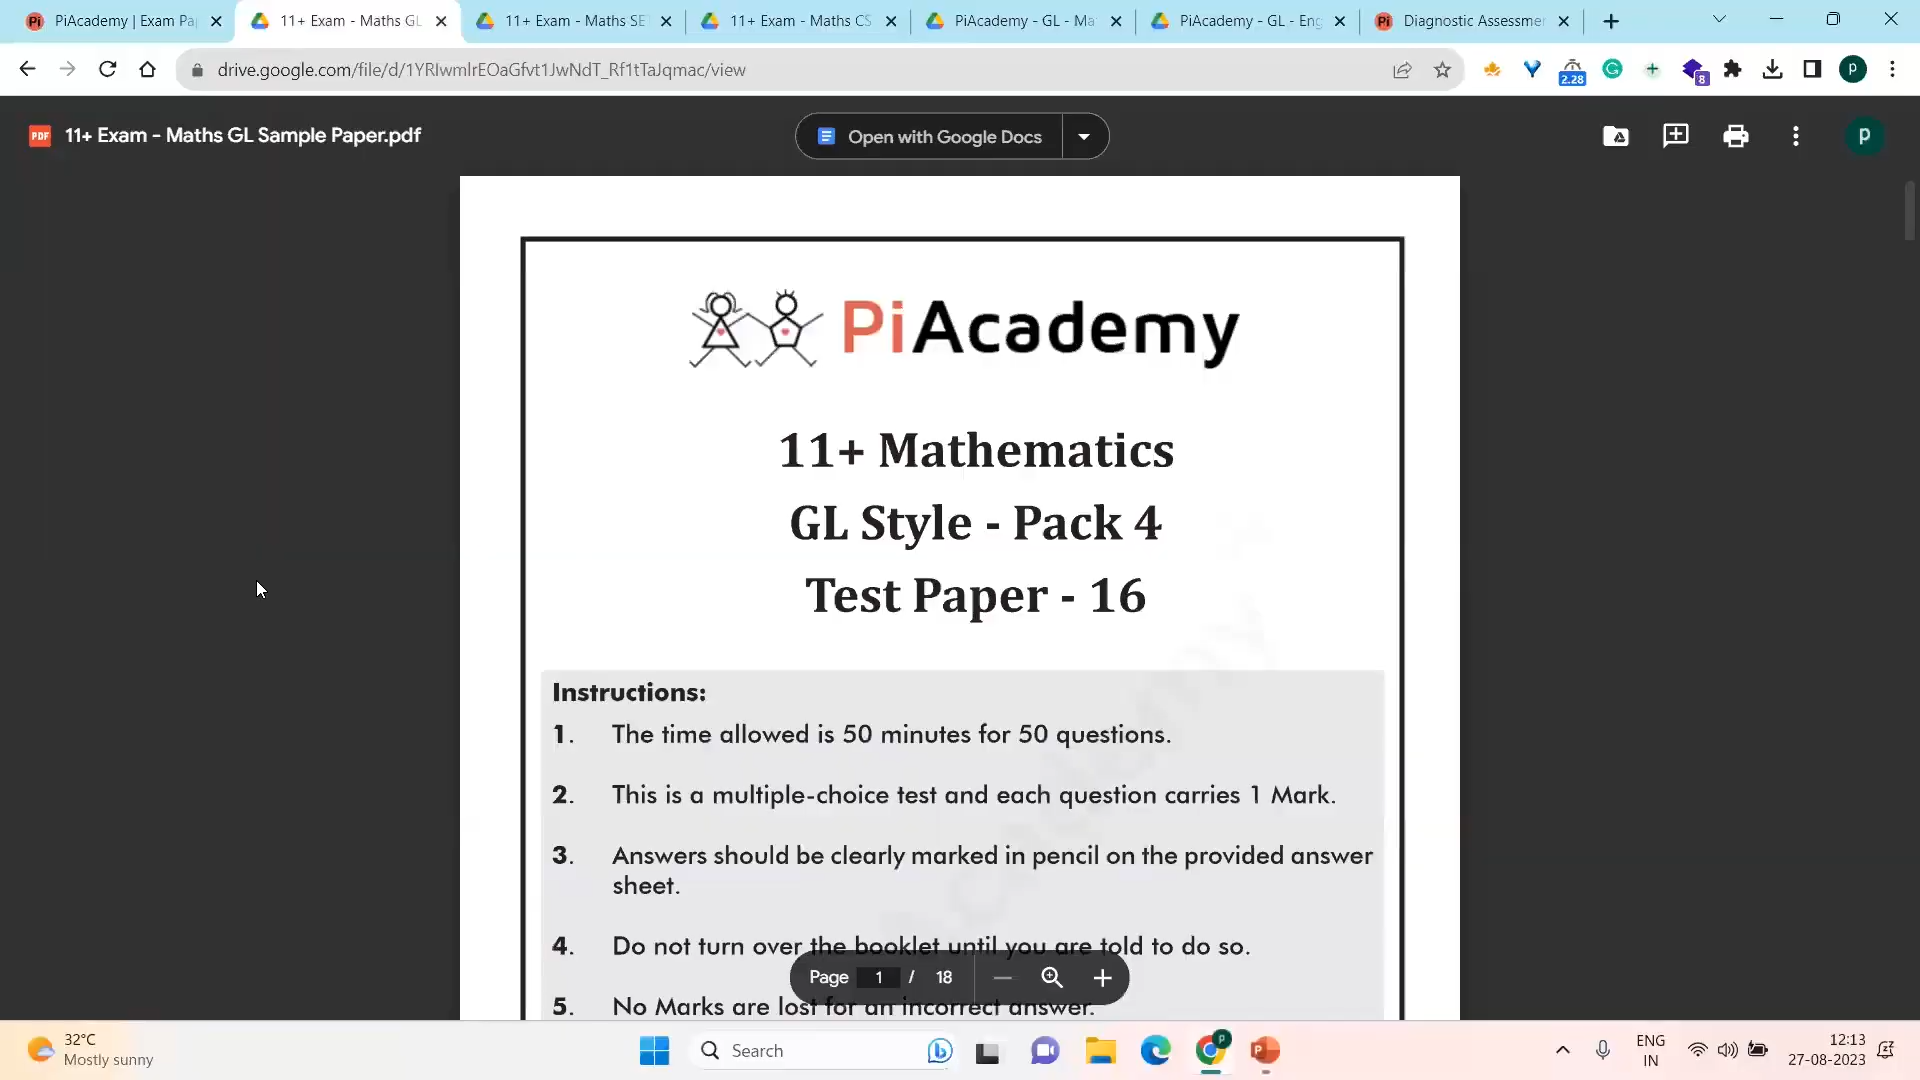 PiAcademy | Exam Pa
11+ Exam - Maths GL
11+ Exam - Maths SE
11+ Exam - Maths CS
PiAcademy - GL - Ma
PiAcademy - GL - Eng
Diagnostic Assessme
drive.google.com/file/d/1YRIwmlrEOaGfvt1JwNdT_Rf1tTaJqmac/view
2.28
8
p
PDF
11+ Exam - Maths GL Sample Paper.pdf
Open with Google Docs
p
PiAcademy
11+ Mathematics
GL Style - Pack 4
Test Paper - 16
Instructions:
1. The time allowed is 50 minutes for 50 questions.
2. This is a multiple-choice test and each question carries 1 Mark.
3. Answers should be clearly marked in pencil on the provided answer
sheet.
4. Do not turn over the booklet until you are told to do so.
Page 1 / 18
5. No Marks are lost for an incorrect answer.
32°C
Mostly sunny
Search
ENG
IN
12:13
27-08-2023